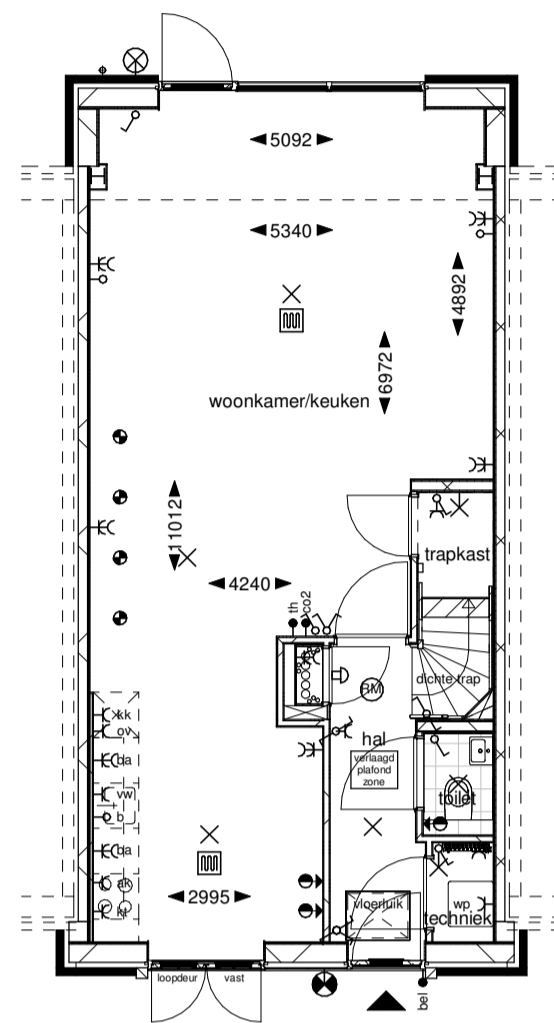 5092
5340
4892
6972
woonkamer/keuken
11012
trapkast
4240
th
co2
dichte trap
RM
hal
kk
ov
verlaagd
plafond
zone
da
vw
toilet
b
da
ak
vloerluik
wp
kt
techniek
2995
loopdeur
vast
bel